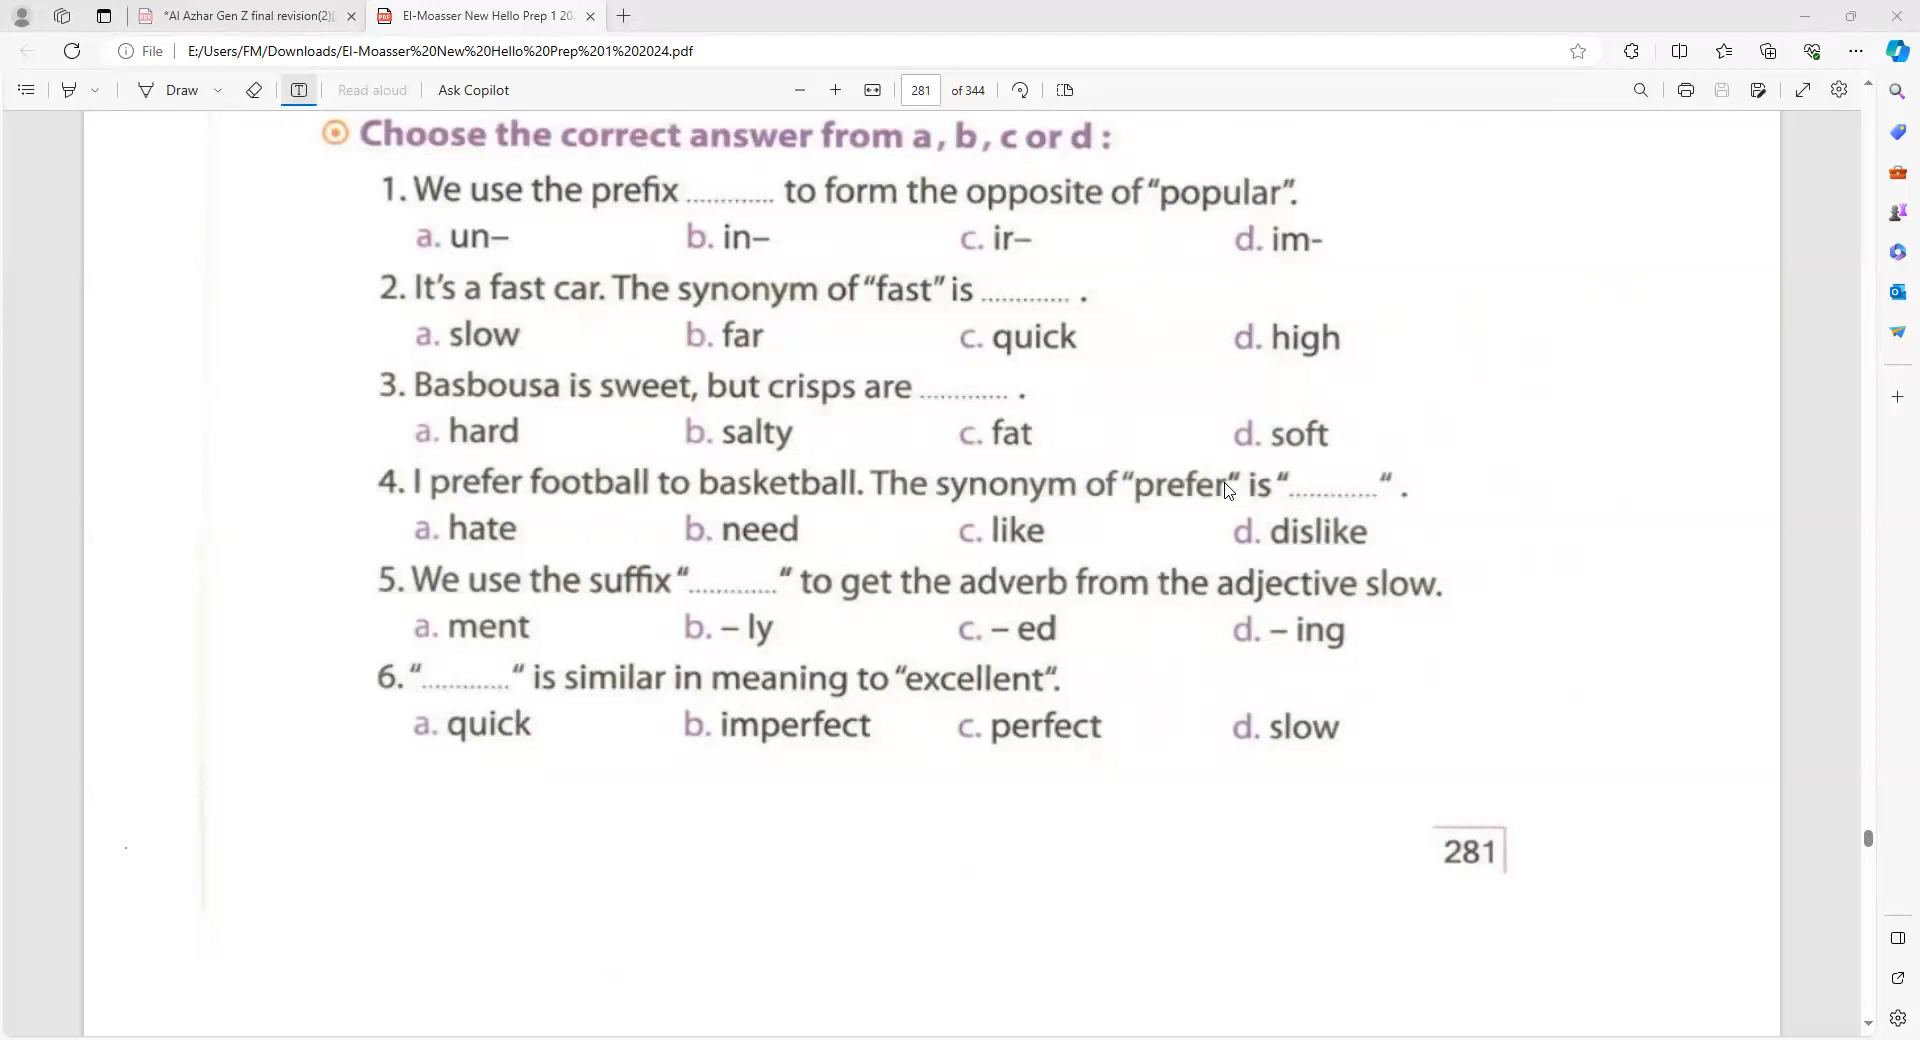 *Al Azhar Gen Z final revision(2)
El-Moasser New Hello Prep 1 20
File
E:/Users/FM/Downloads/El-Moasser%20New%20Hello%20Prep%201%202024.pdf
Draw
Read aloud
Ask Copilot
281 of 344
Choose the correct answer from a , b , c or d :
1. We use the prefix ............. to form the opposite of “popular”.
a. un–
b. in–
c. ir–
d. im-
2. It’s a fast car. The synonym of “fast” is ............. .
a. slow
b. far
c. quick
d. high
3. Basbousa is sweet, but crisps are ............. .
a. hard
b. salty
c. fat
d. soft
4. I prefer football to basketball. The synonym of “prefer“ is “.............“ .
a. hate
b. need
c. like
d. dislike
5. We use the suffix “.............“ to get the adverb from the adjective slow.
a. ment
b. – ly
c. – ed
d. – ing
6. “.............“ is similar in meaning to “excellent“.
a. quick
b. imperfect
c. perfect
d. slow
281